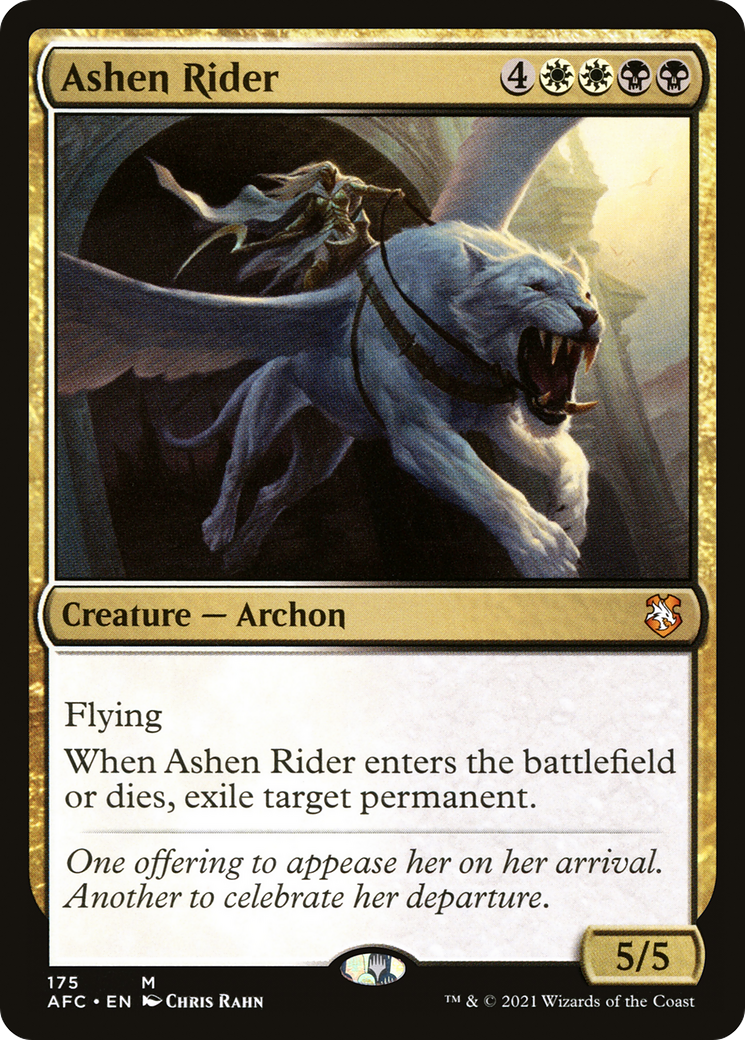 Ashen Rider 4
Creature — Archon
Flying
When Ashen Rider enters the battlefield
or dies, exile target permanent.
One offering to appease her on her arrival.
Another to celebrate her departure.
5/5
175 M
AFC • EN Chris Rahn
™ & © 2021 Wizards of the Coast